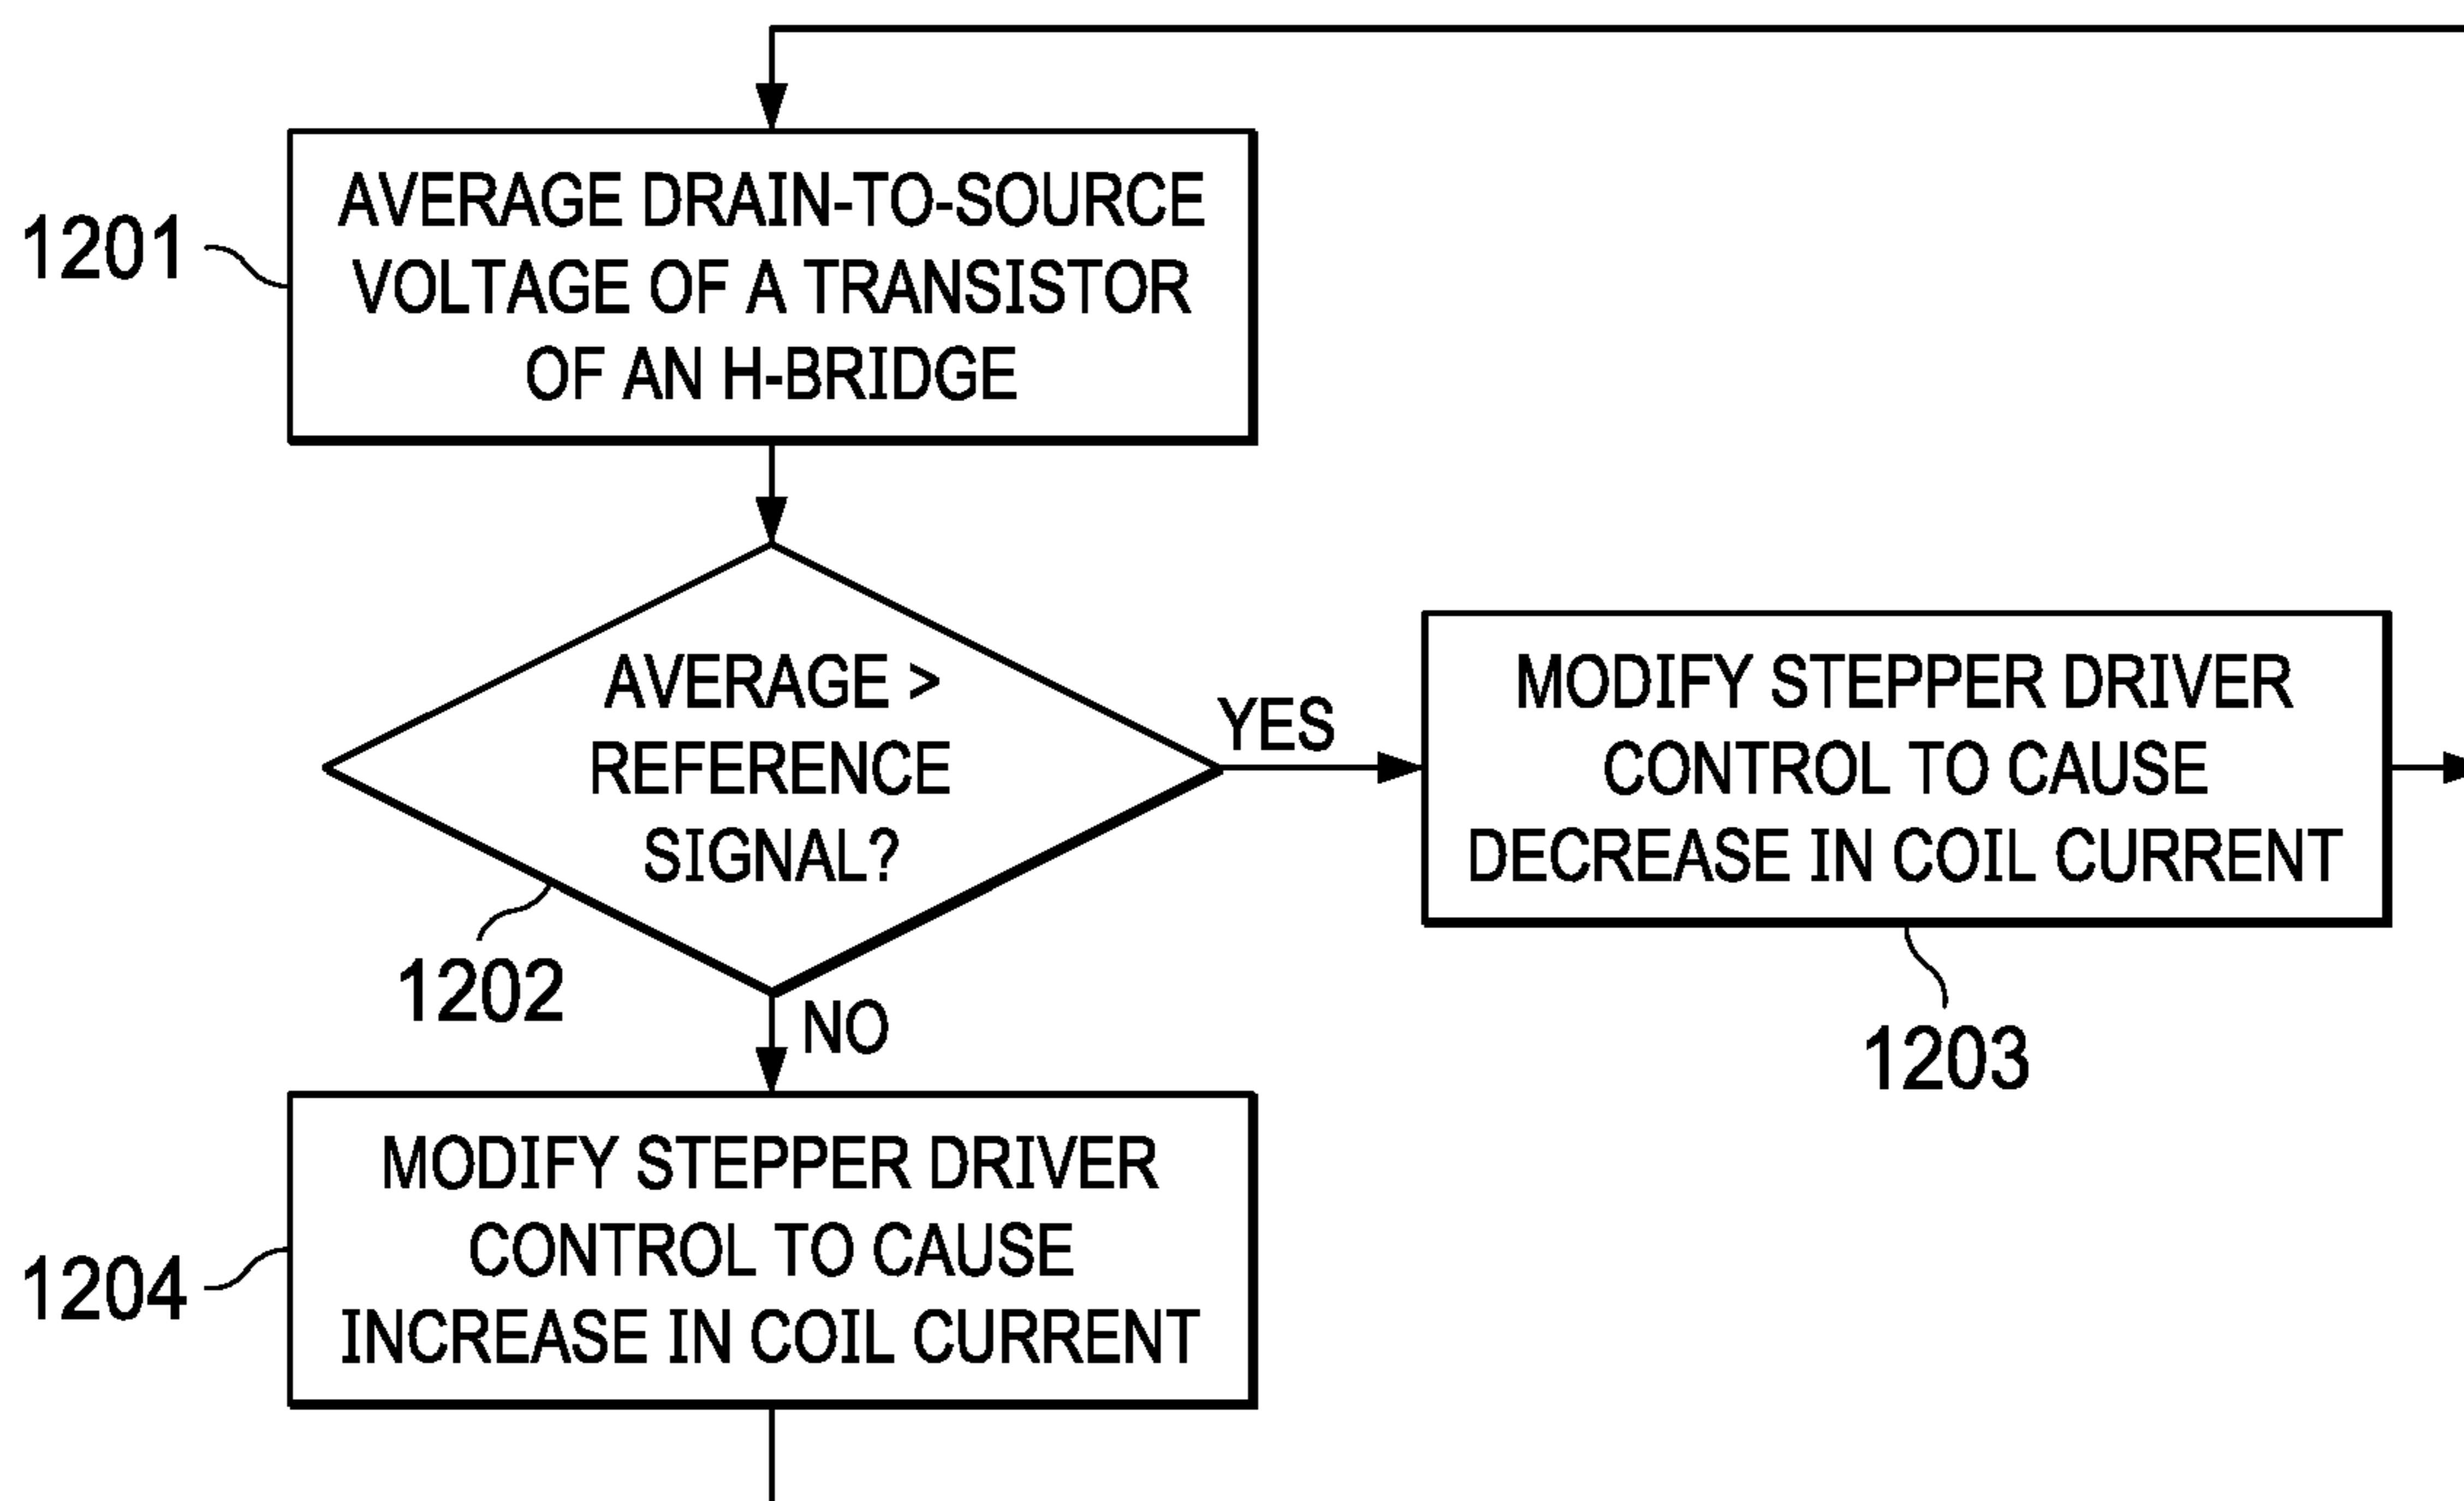 AVERAGE DRAIN-TO-SOURCE
VOLTAGE OF A TRANSISTOR
OF AN H-BRIDGE
1201
AVERAGE >
REFERENCE
SIGNAL?
1202
YES
MODIFY STEPPER DRIVER
CONTROL TO CAUSE
DECREASE IN COIL CURRENT
1203
NO
MODIFY STEPPER DRIVER
CONTROL TO CAUSE
INCREASE IN COIL CURRENT
1204